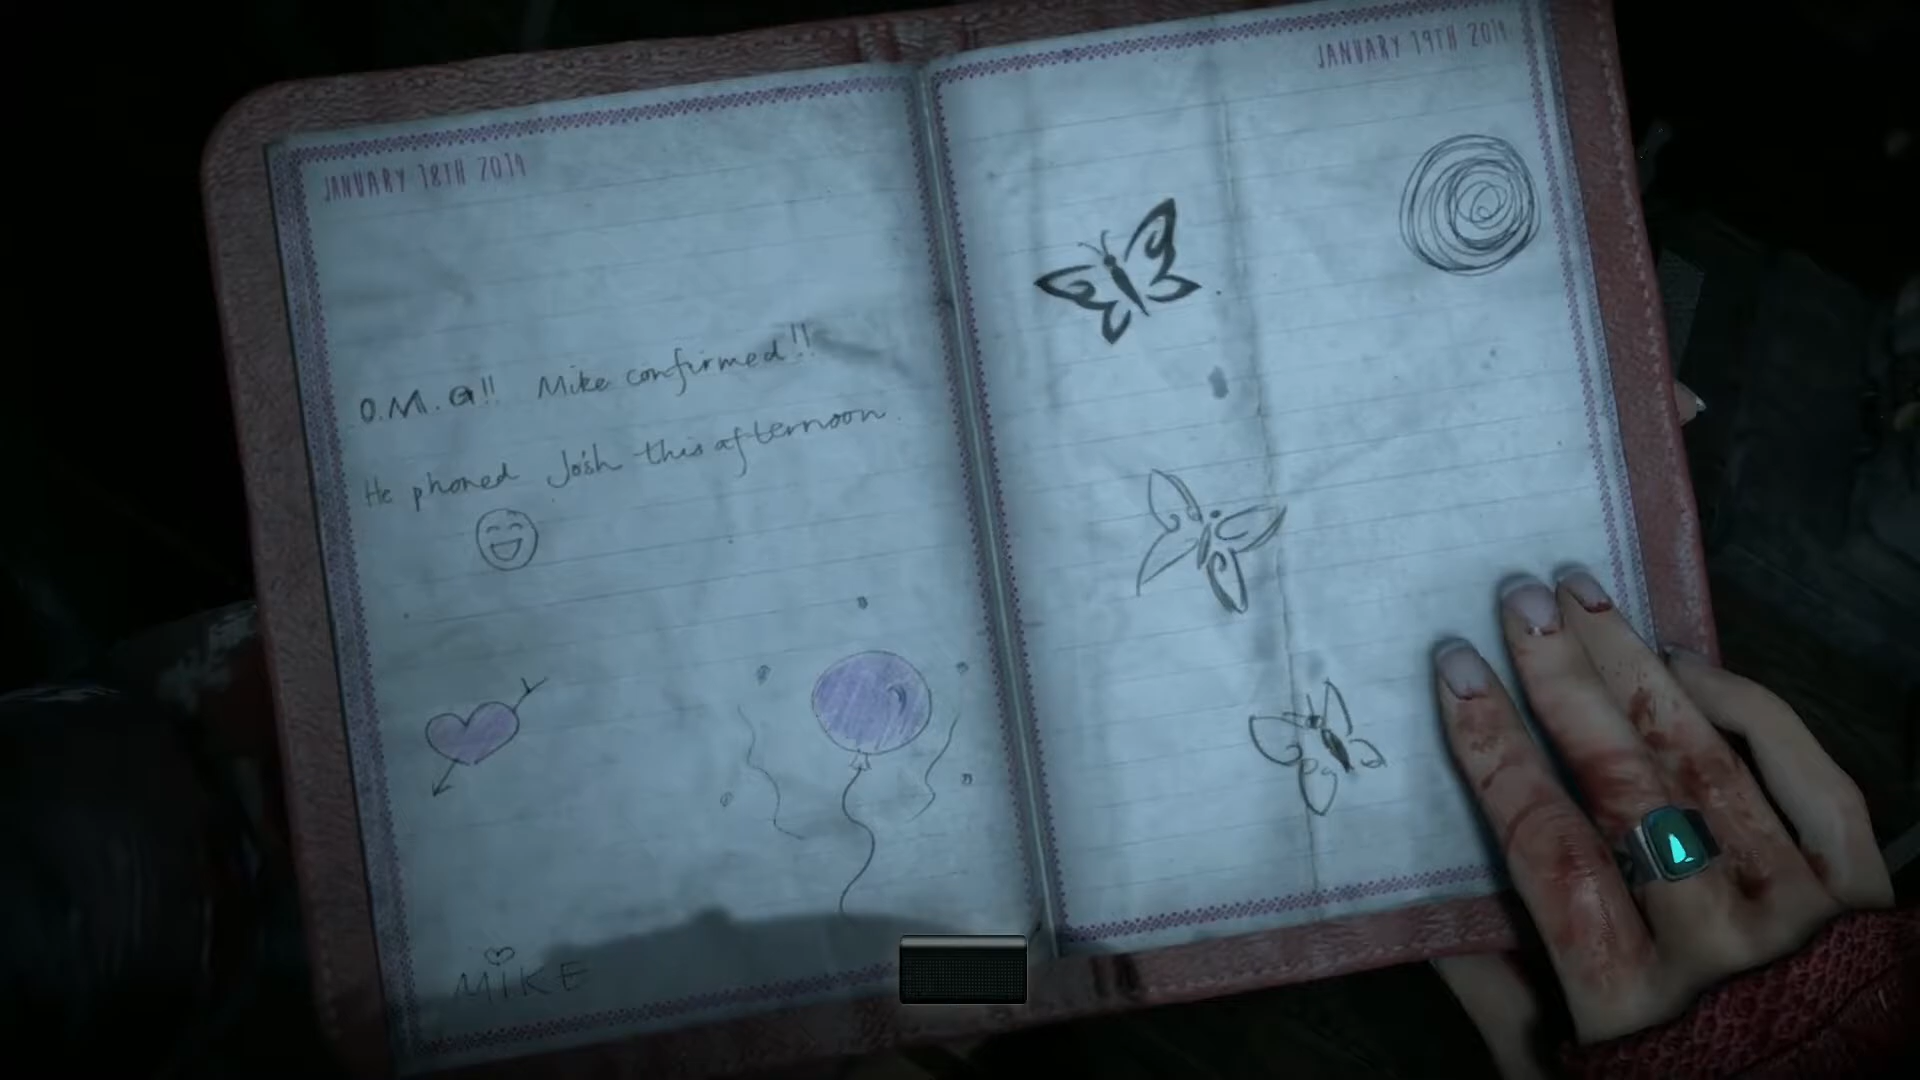 JANUARY 18TH 2014
O.M.G!! Mike confirmed!!
He phoned Josh this afternoon.
MIKE
JANUARY 19TH 2014